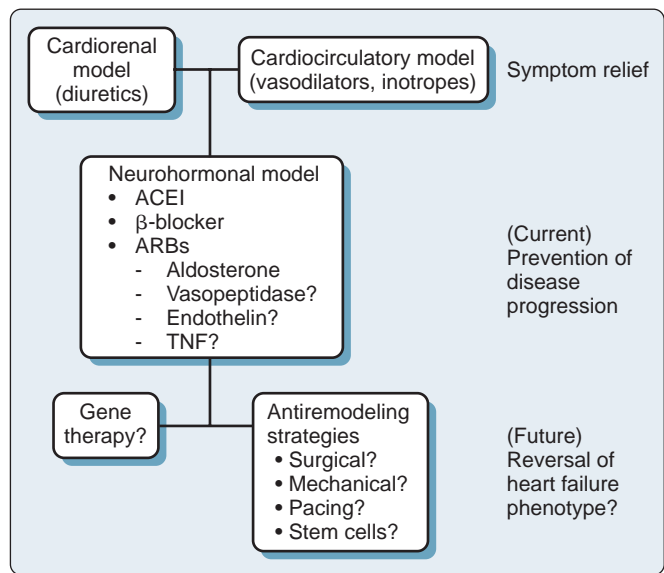 Cardiorenal
model
(diuretics)
Cardiocirculatory model
(vasodilators, inotropes)
Symptom relief
Neurohormonal model
• ACEI
• β-blocker
• ARBs
- Aldosterone
- Vasopeptidase?
- Endothelin?
- TNF?
(Current)
Prevention of
disease
progression
Gene
therapy?
Antiremodeling
strategies
• Surgical?
• Mechanical?
• Pacing?
• Stem cells?
(Future)
Reversal of
heart failure
phenotype?